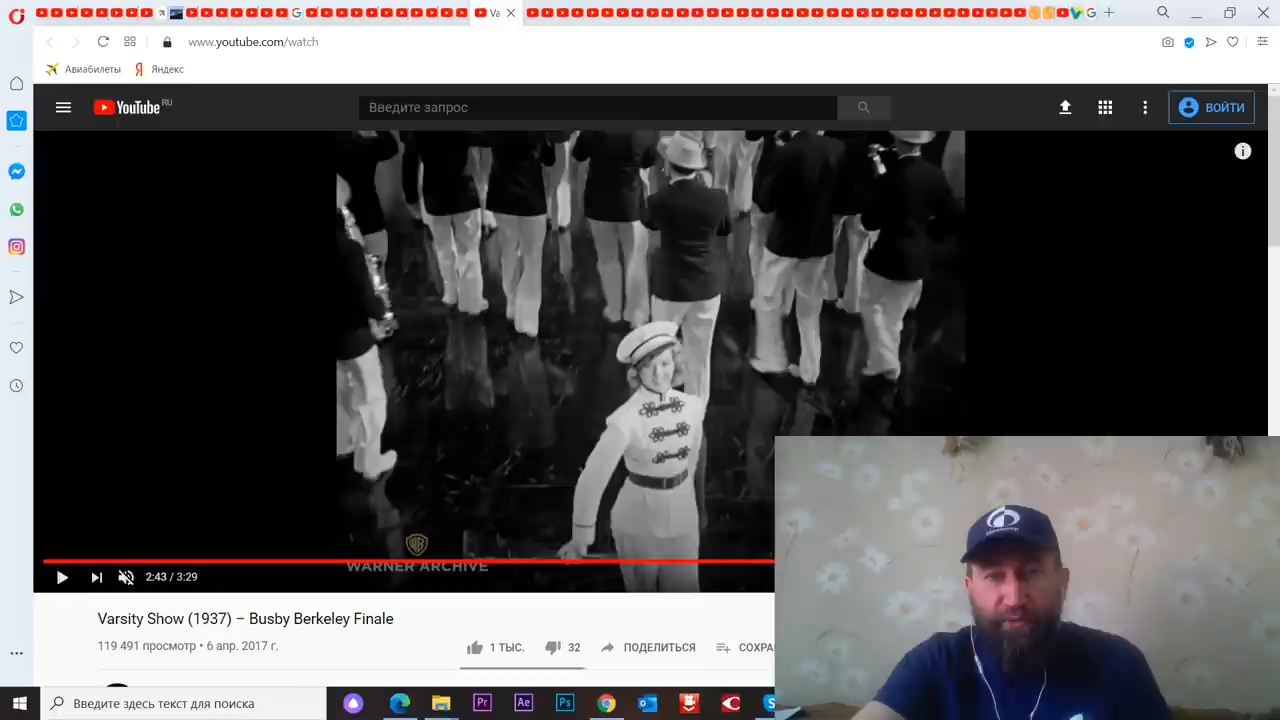 Va
www.youtube.com/watch
Авиабилеты
Яндекс
YouTube RU
Введите запрос
ВОЙТИ
WB
WARNER ARCHIVE
2:43 / 3:29
Varsity Show (1937) – Busby Berkeley Finale
119 491 просмотр • 6 апр. 2017 г.
1 ТЫС.
32
ПОДЕЛИТЬСЯ
СОХРА
Введите здесь текст для поиска
Pr
Ae
Ps